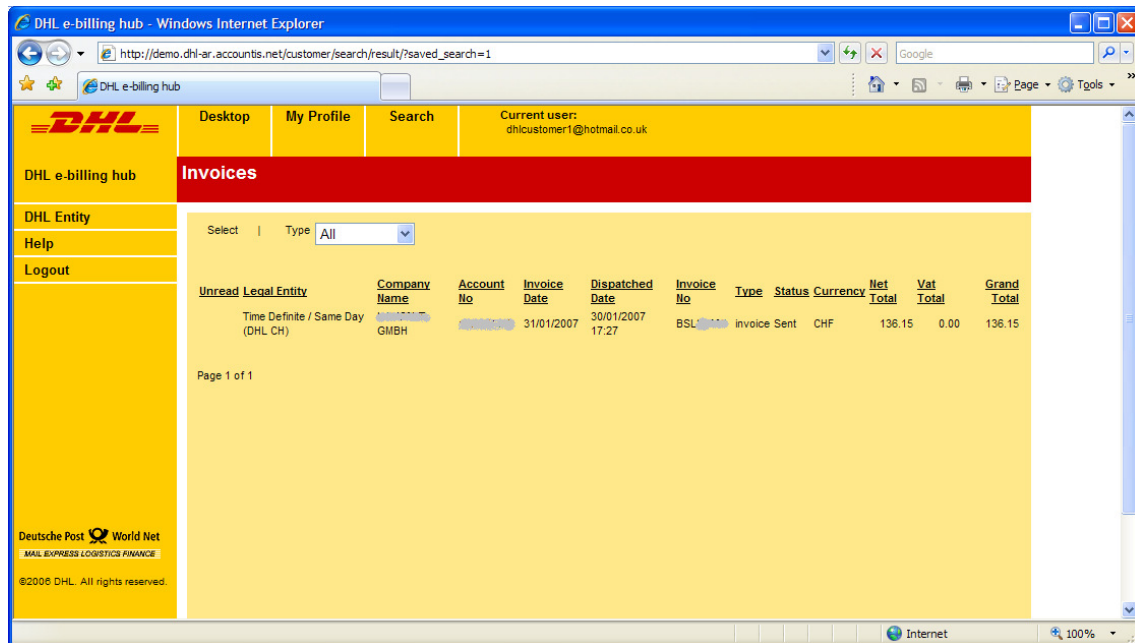 DHL e-billing hub - Windows Internet Explorer
http://demo.dhl-ar.accountis.net/customer/search/result/?saved_search=1
Google
DHL e-billing hub
Page
Tools
»
DHL
Desktop My Profile Search Current user:
dhlcustomer1@hotmail.co.uk
DHL e-billing hub
Invoices
DHL Entity
Help
Logout
Select | Type All
Unread Legal Entity Company Name Account No Invoice Date Dispatched Date Invoice No Type Status Currency Net Total Vat Total Grand Total
Time Definite / Same Day 30/01/2007
(DHL CH) GMBH 31/01/2007 17:27 BSL invoice Sent CHF 136.15 0.00 136.15
Page 1 of 1
Deutsche Post World Net
MAIL EXPRESS LOGISTICS FINANCE
©2006 DHL. All rights reserved.
Internet 100%